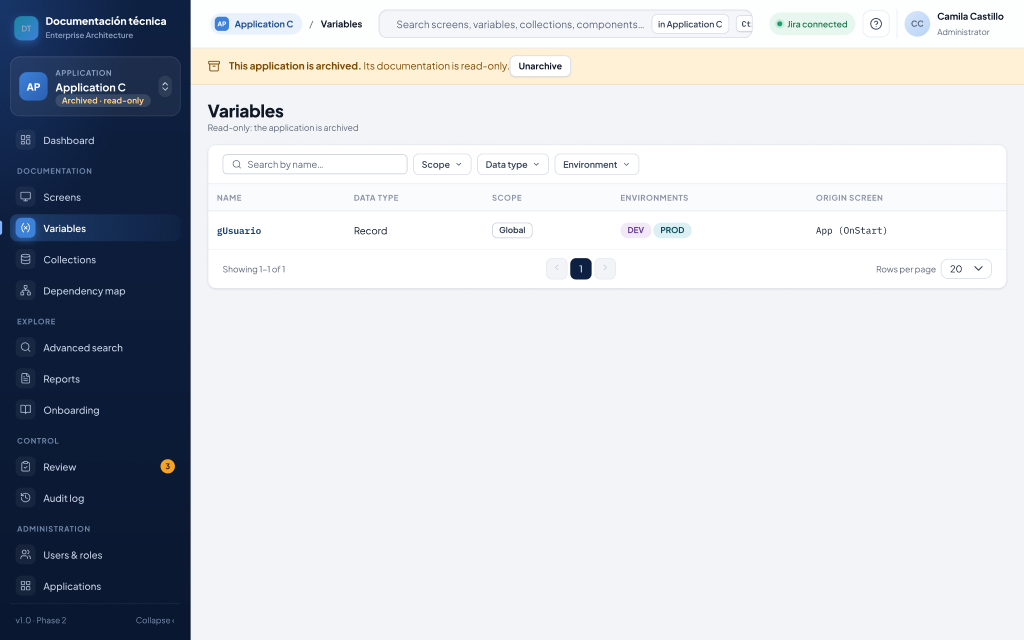 DT
Documentación técnica
Enterprise Architecture
AP
APPLICATION
Application C
Archived · read-only
Dashboard
DOCUMENTATION
Screens
(x) Variables
Collections
Dependency map
EXPLORE
Advanced search
Reports
Onboarding
CONTROL
Review 3
Audit log
ADMINISTRATION
Users & roles
Applications
v1.0 · Phase 2 Collapse ‹
AP Application C / Variables
Search screens, variables, collections, components... in Application C Ct
Jira connected
?
CC
Camila Castillo
Administrator
This application is archived. Its documentation is read-only. Unarchive
Variables
Read-only: the application is archived
Search by name... Scope Data type Environment
NAME DATA TYPE SCOPE ENVIRONMENTS ORIGIN SCREEN
gUsuario Record Global DEV PROD App (OnStart)
Showing 1–1 of 1 ‹ 1 › Rows per page 20